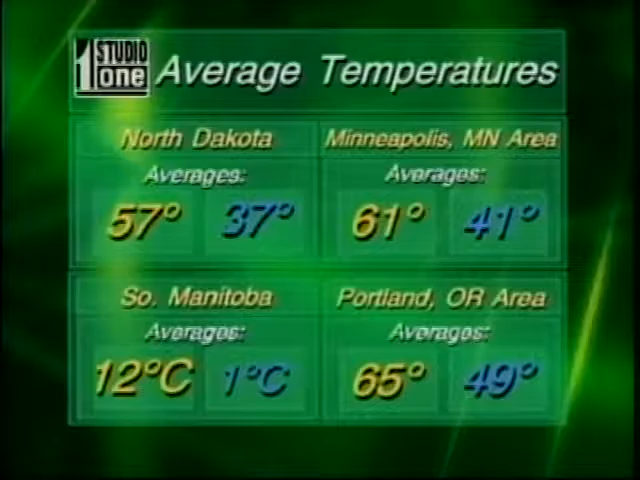 1 STUDIO one
Average Temperatures
North Dakota
Averages:
57° 37°
Minneapolis, MN Area
Averages:
61° 41°
So. Manitoba
Averages:
12°C 1°C
Portland, OR Area
Averages:
65° 49°